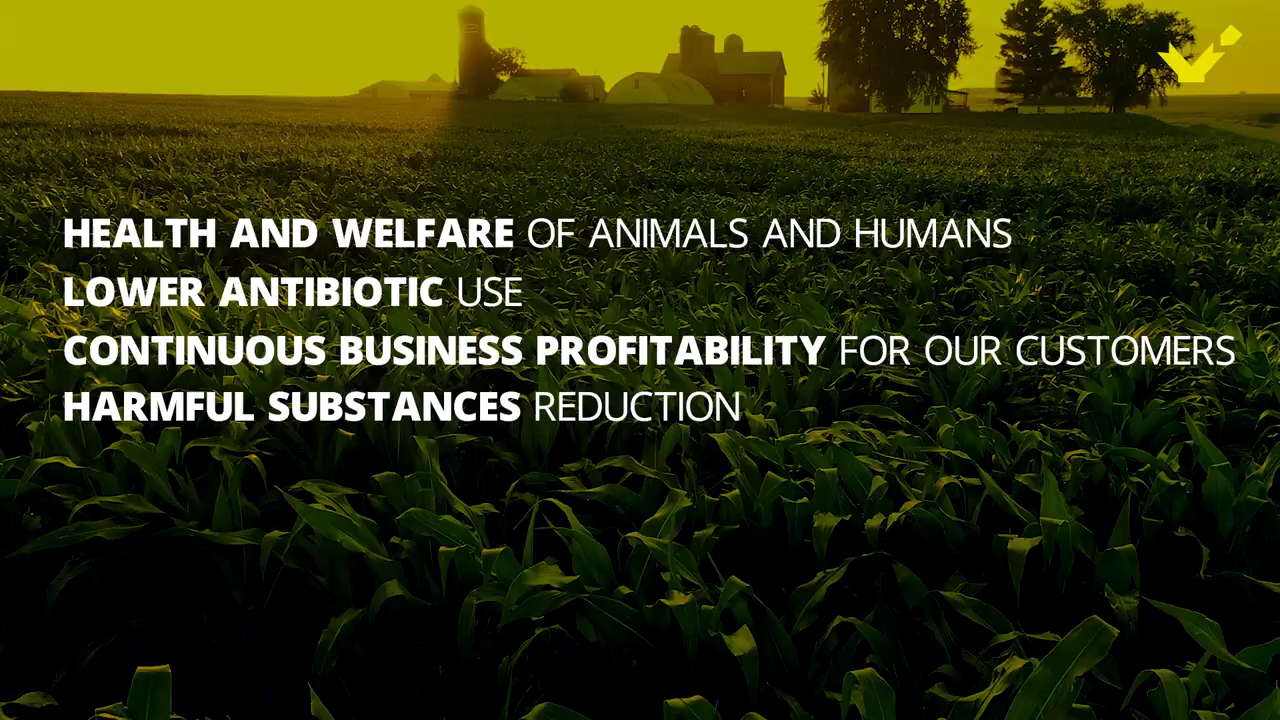 HEALTH AND WELFARE OF ANIMALS AND HUMANS
LOWER ANTIBIOTIC USE
CONTINUOUS BUSINESS PROFITABILITY FOR OUR CUSTOMERS
HARMFUL SUBSTANCES REDUCTION